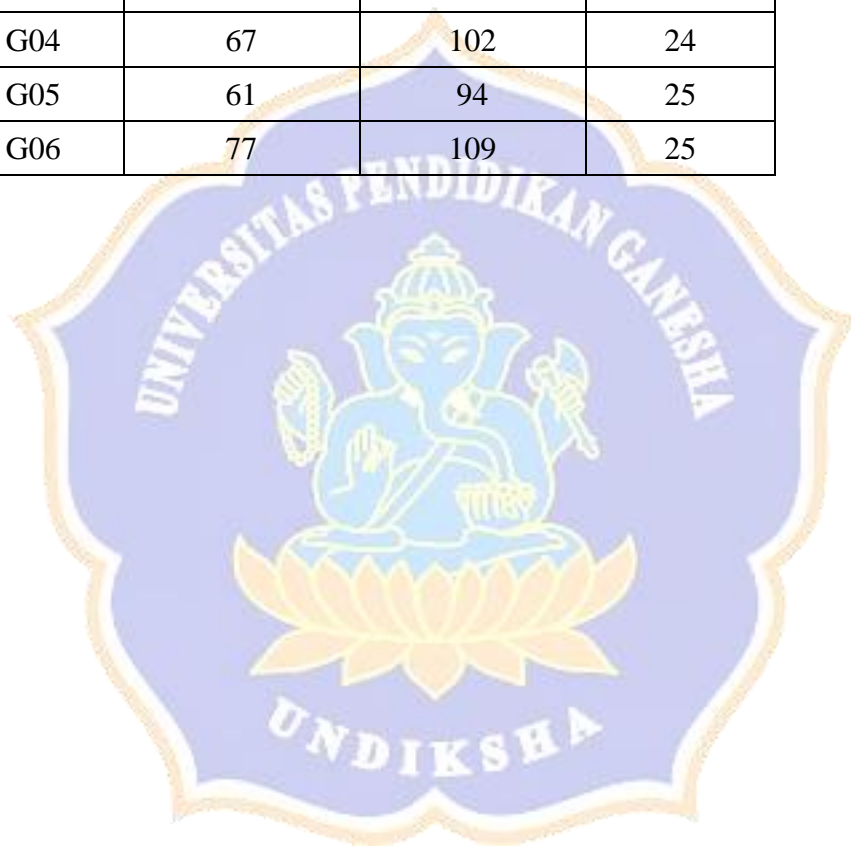 G04 67 102 24
G05 61 94 25
G06 77 109 25
UNIVERSITAS PENDIDIKAN GANESHA
UNDIKSHA